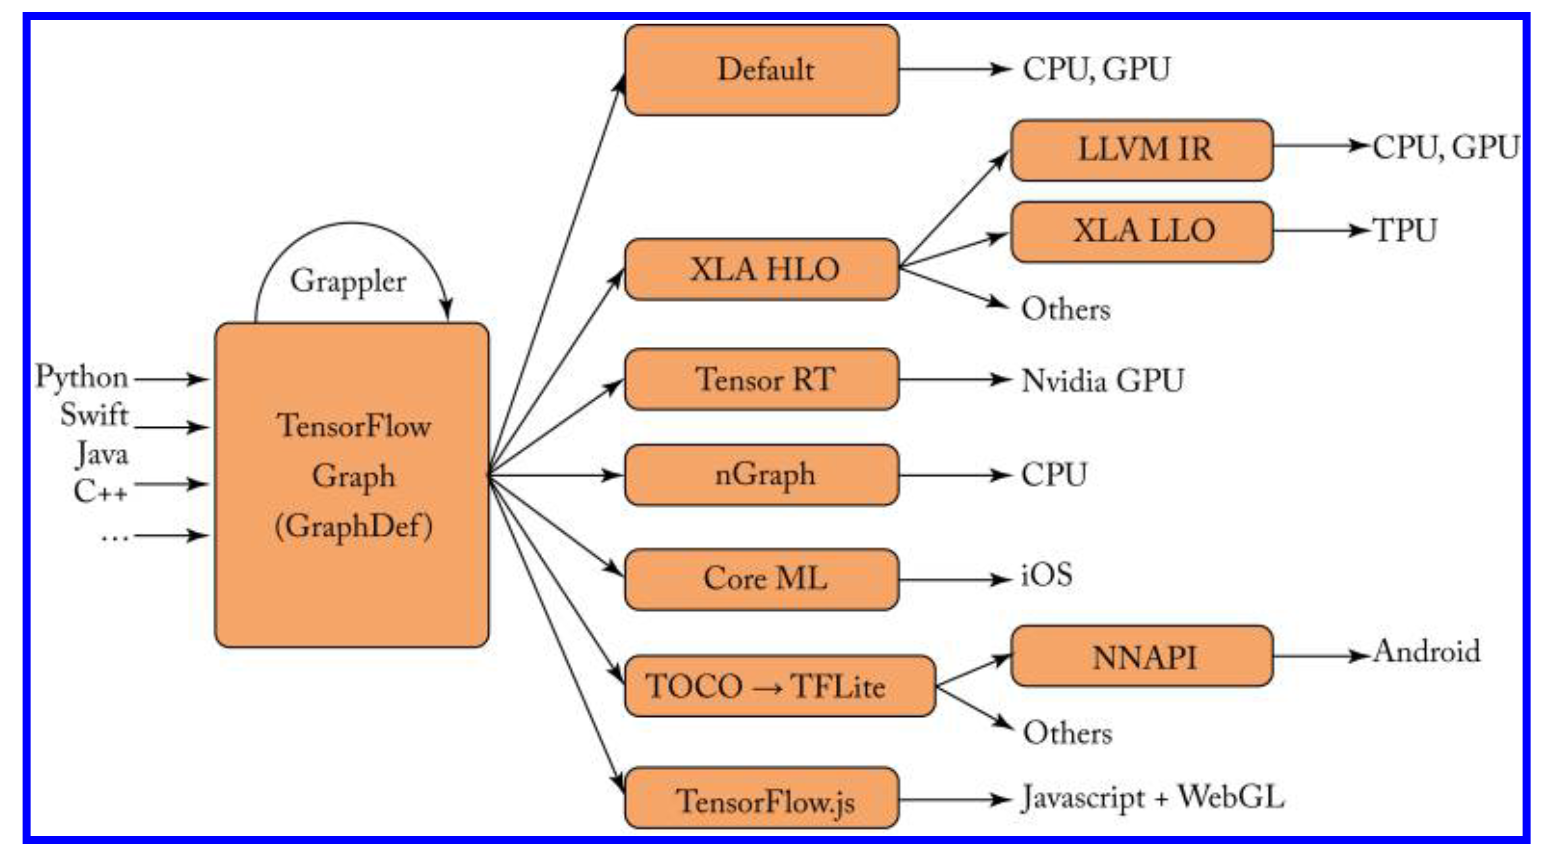 Default
CPU, GPU
LLVM IR
CPU, GPU
XLA LLO
TPU
XLA HLO
Others
Grappler
Python
Swift
Java
C++
...
TensorFlow
Graph
(GraphDef)
Tensor RT
Nvidia GPU
nGraph
CPU
Core ML
iOS
TOCO → TFLite
NNAPI
Android
Others
TensorFlow.js
Javascript + WebGL